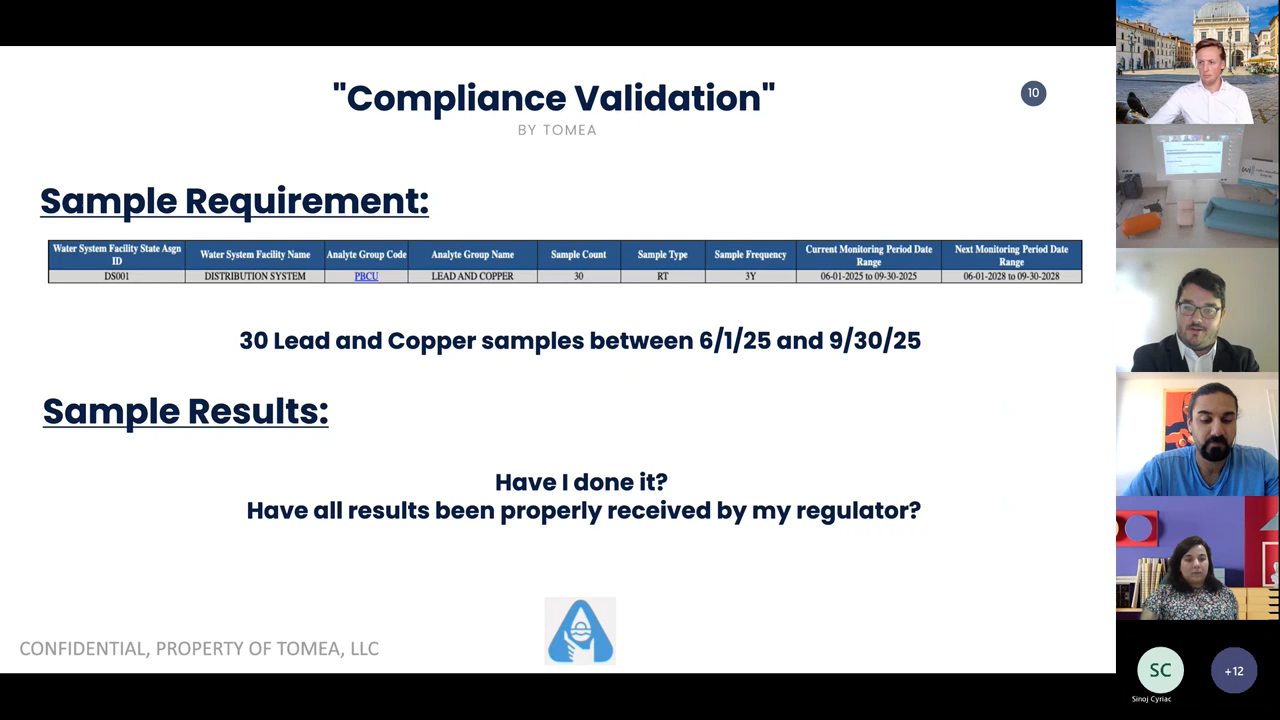 "Compliance Validation"
10
BY TOMEA
Sample Requirement:
Water System Facility State Asgn ID Water System Facility Name Analyte Group Code Analyte Group Name Sample Count Sample Type Sample Frequency Current Monitoring Period Date Range Next Monitoring Period Date Range
DS001 DISTRIBUTION SYSTEM PBCU LEAD AND COPPER 30 RT 3Y 06-01-2025 to 09-30-2025 06-01-2028 to 09-30-2028
30 Lead and Copper samples between 6/1/25 and 9/30/25
Sample Results:
Have I done it?
Have all results been properly received by my regulator?
CONFIDENTIAL, PROPERTY OF TOMEA, LLC
SC
Sinoj Cyriac
+12